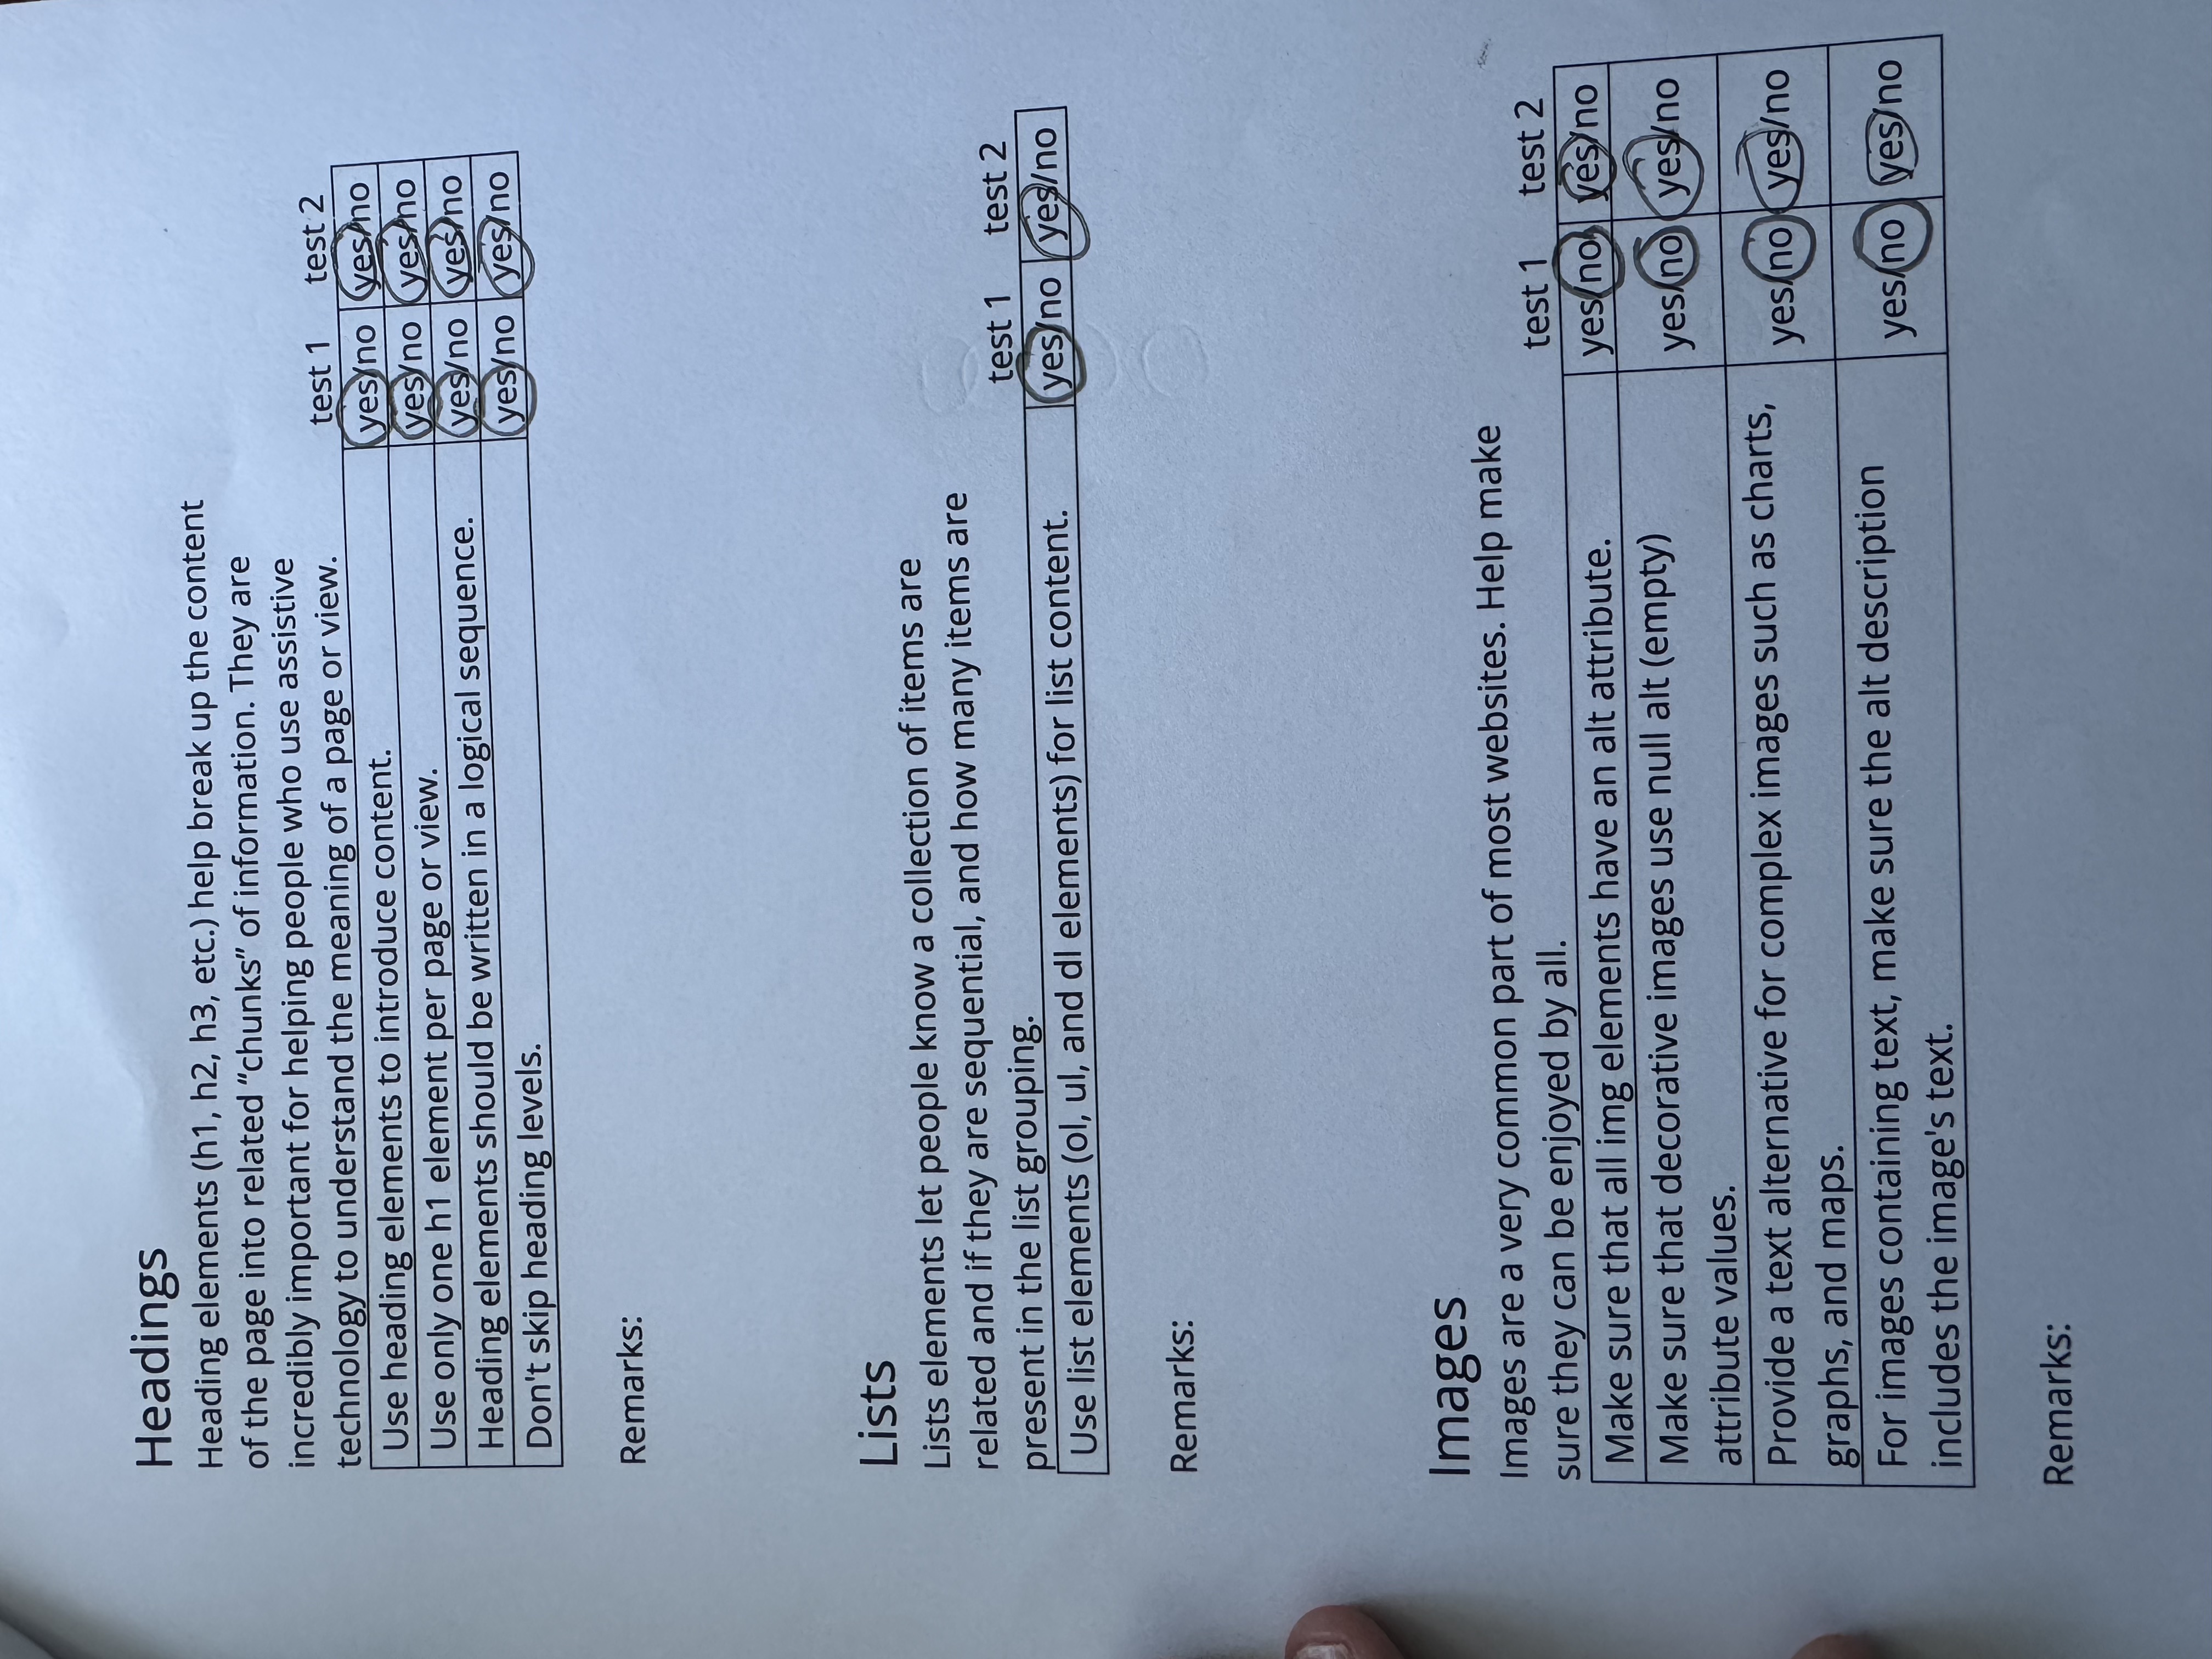 Headings
Heading elements (h1, h2, h3, etc.) help break up the content
of the page into related “chunks” of information. They are
incredibly important for helping people who use assistive
technology to understand the meaning of a page or view.
test 1 test 2
Use heading elements to introduce content. yes/no yes/no
Use only one h1 element per page or view. yes/no yes/no
Heading elements should be written in a logical sequence. yes/no yes/no
Don't skip heading levels. yes/no yes/no
Remarks:
Lists
Lists elements let people know a collection of items are
related and if they are sequential, and how many items are
present in the list grouping.
test 1 test 2
Use list elements (ol, ul, and dl elements) for list content. yes/no yes/no
Remarks:
Images
Images are a very common part of most websites. Help make
sure they can be enjoyed by all.
test 1 test 2
Make sure that all img elements have an alt attribute. yes/no yes/no
Make sure that decorative images use null alt (empty)
attribute values. yes/no yes/no
Provide a text alternative for complex images such as charts,
graphs, and maps. yes/no yes/no
For images containing text, make sure the alt description
includes the image's text. yes/no yes/no
Remarks: